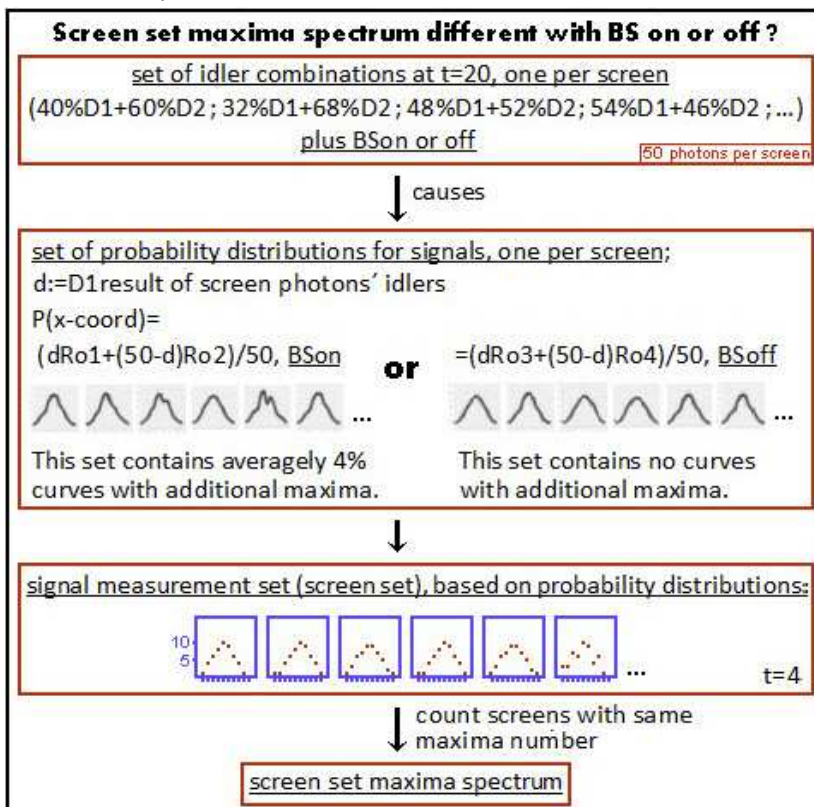 Screen set maxima spectrum different with BS on or off ?
set of idler combinations at t=20, one per screen
(40%D1+60%D2 ; 32%D1+68%D2 ; 48%D1+52%D2; 54%D1+46%D2 ;...)
plus BSon or off
50 photons per screen
causes
set of probability distributions for signals, one per screen;
d:=D1result of screen photons´ idlers
P(x-coord)=
(dRo1+(50-d)Ro2)/50, BSon
or
=(dRo3+(50-d)Ro4)/50, BSoff
...
...
This set contains averagely 4%
curves with additional maxima.
This set contains no curves
with additional maxima.
signal measurement set (screen set), based on probability distributions:
10
5
...
t=4
count screens with same
maxima number
screen set maxima spectrum